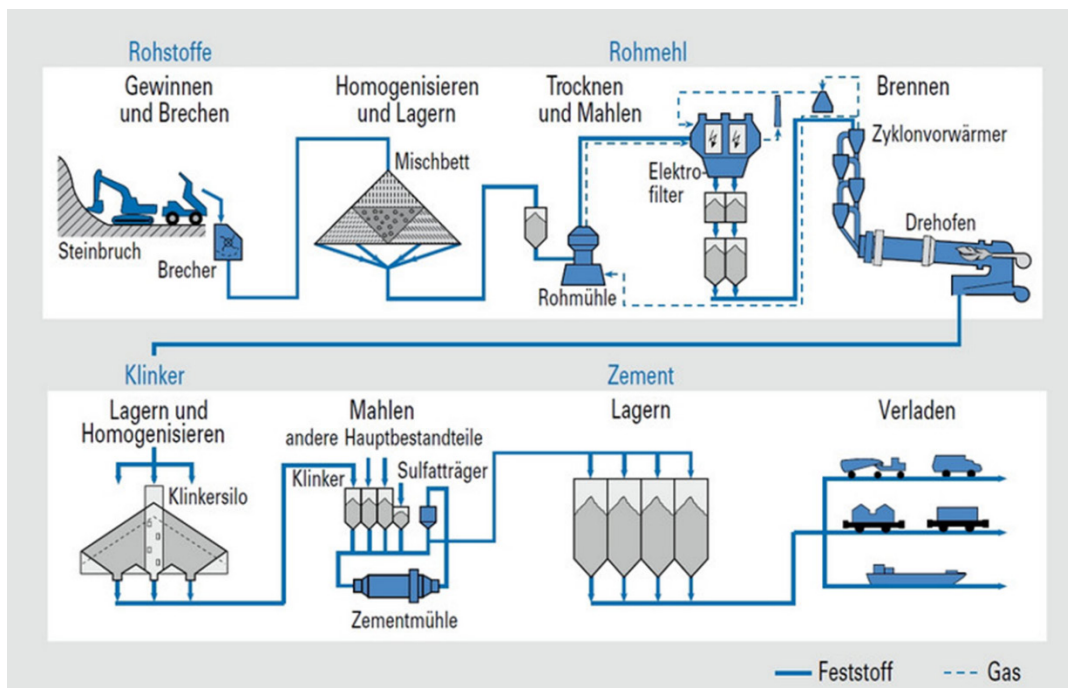 Rohstoffe
Rohmehl
Gewinnen
und Brechen
Homogenisieren
und Lagern
Trocknen
und Mahlen
Brennen
Mischbett
Zyklonvorwärmer
Elektro-
filter
Steinbruch
Brecher
Drehofen
Rohmühle
Klinker
Zement
Lagern und
Homogenisieren
Mahlen
Lagern
Verladen
andere Hauptbestandteile
Klinker
Sulfatträger
Klinkersilo
Zementmühle
Feststoff
Gas